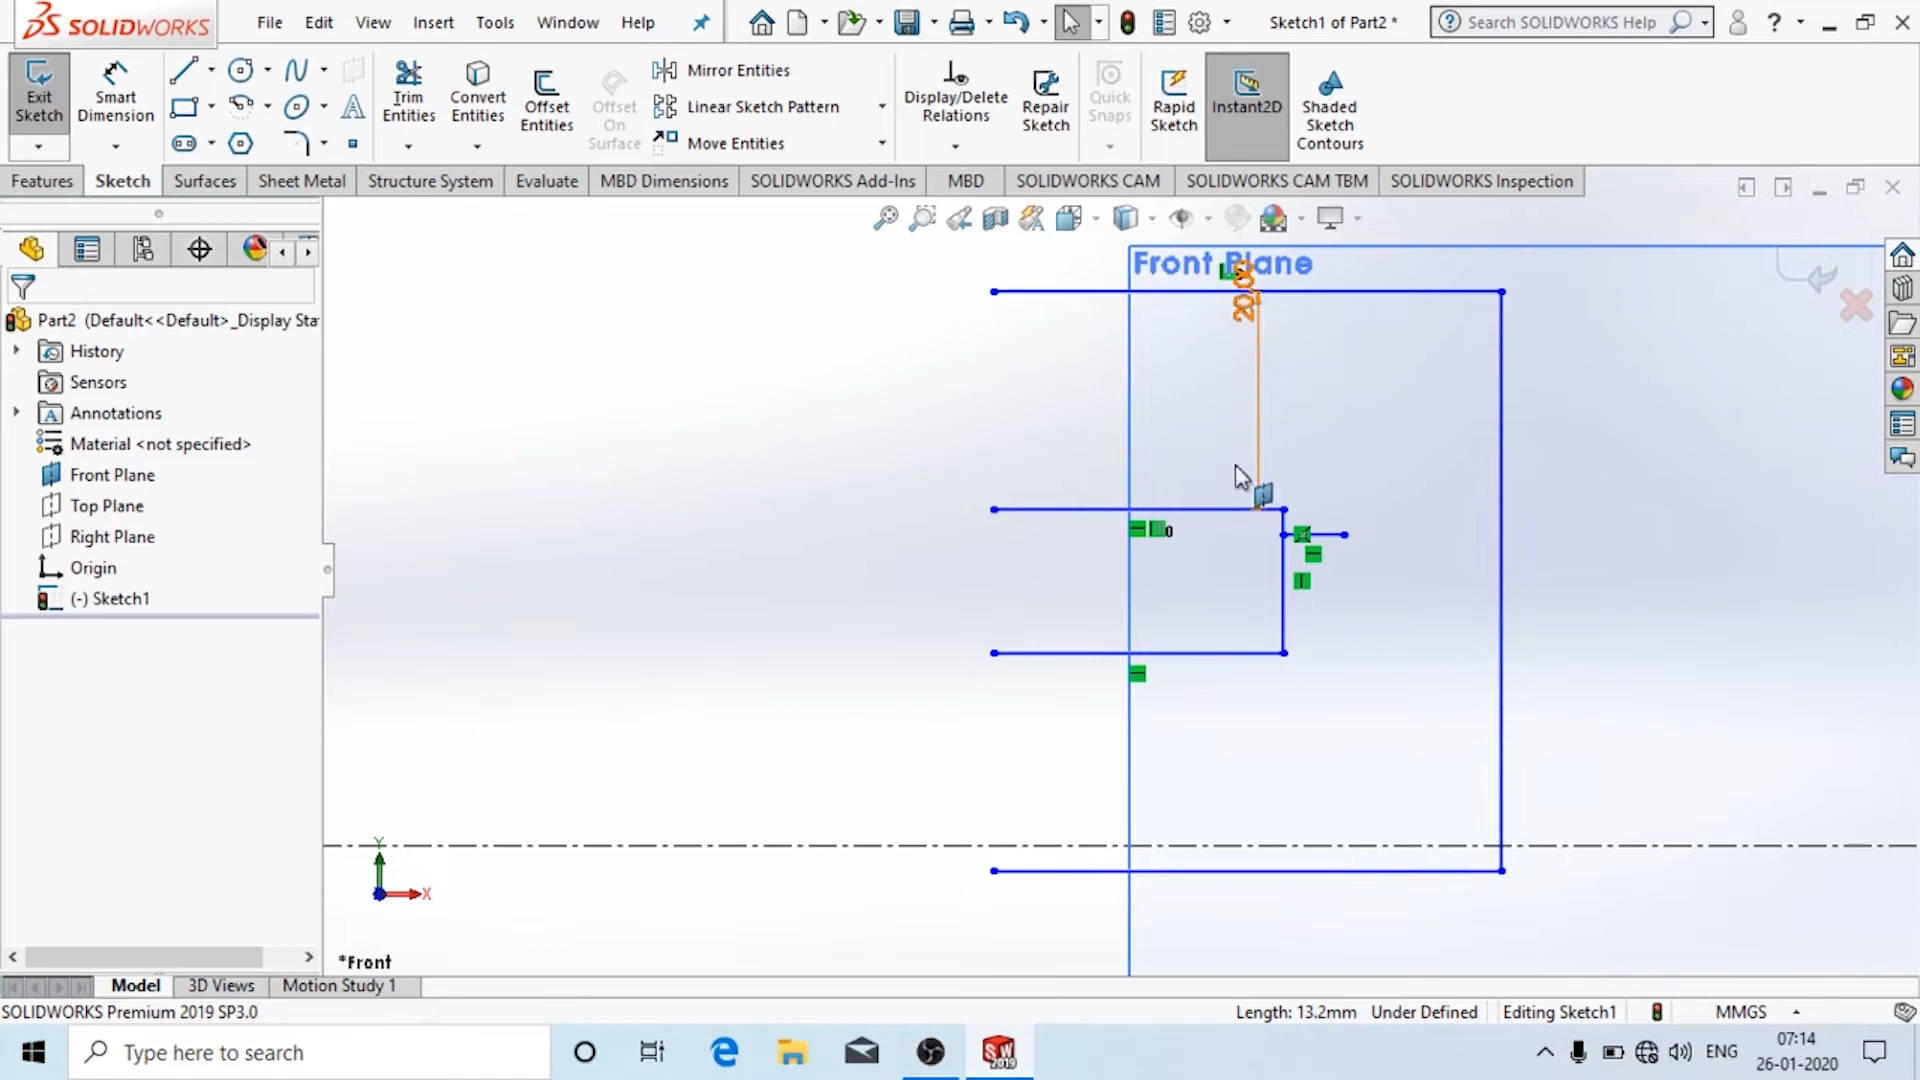 SOLIDWORKS
File
Edit
View
Insert
Tools
Window
Help
Sketch1 of Part2 *
Search SOLIDWORKS Help
Exit
Sketch
Smart
Dimension
Trim
Entities
Convert
Entities
Offset
Entities
Offset
On
Surface
Mirror Entities
Linear Sketch Pattern
Move Entities
Display/Delete
Relations
Repair
Sketch
Quick
Snaps
Rapid
Sketch
Instant2D
Shaded
Sketch
Contours
Features
Sketch
Surfaces
Sheet Metal
Structure System
Evaluate
MBD Dimensions
SOLIDWORKS Add-Ins
MBD
SOLIDWORKS CAM
SOLIDWORKS CAM TBM
SOLIDWORKS Inspection
Part2 (Default<<Default>_Display Sta
History
Sensors
Annotations
Material <not specified>
Front Plane
Top Plane
Right Plane
Origin
(-) Sketch1
Front Plane
0
Y
X
*Front
Model
3D Views
Motion Study 1
SOLIDWORKS Premium 2019 SP3.0
Length: 13.2mm
Under Defined
Editing Sketch1
MMGS
Type here to search
ENG
07:14
26-01-2020